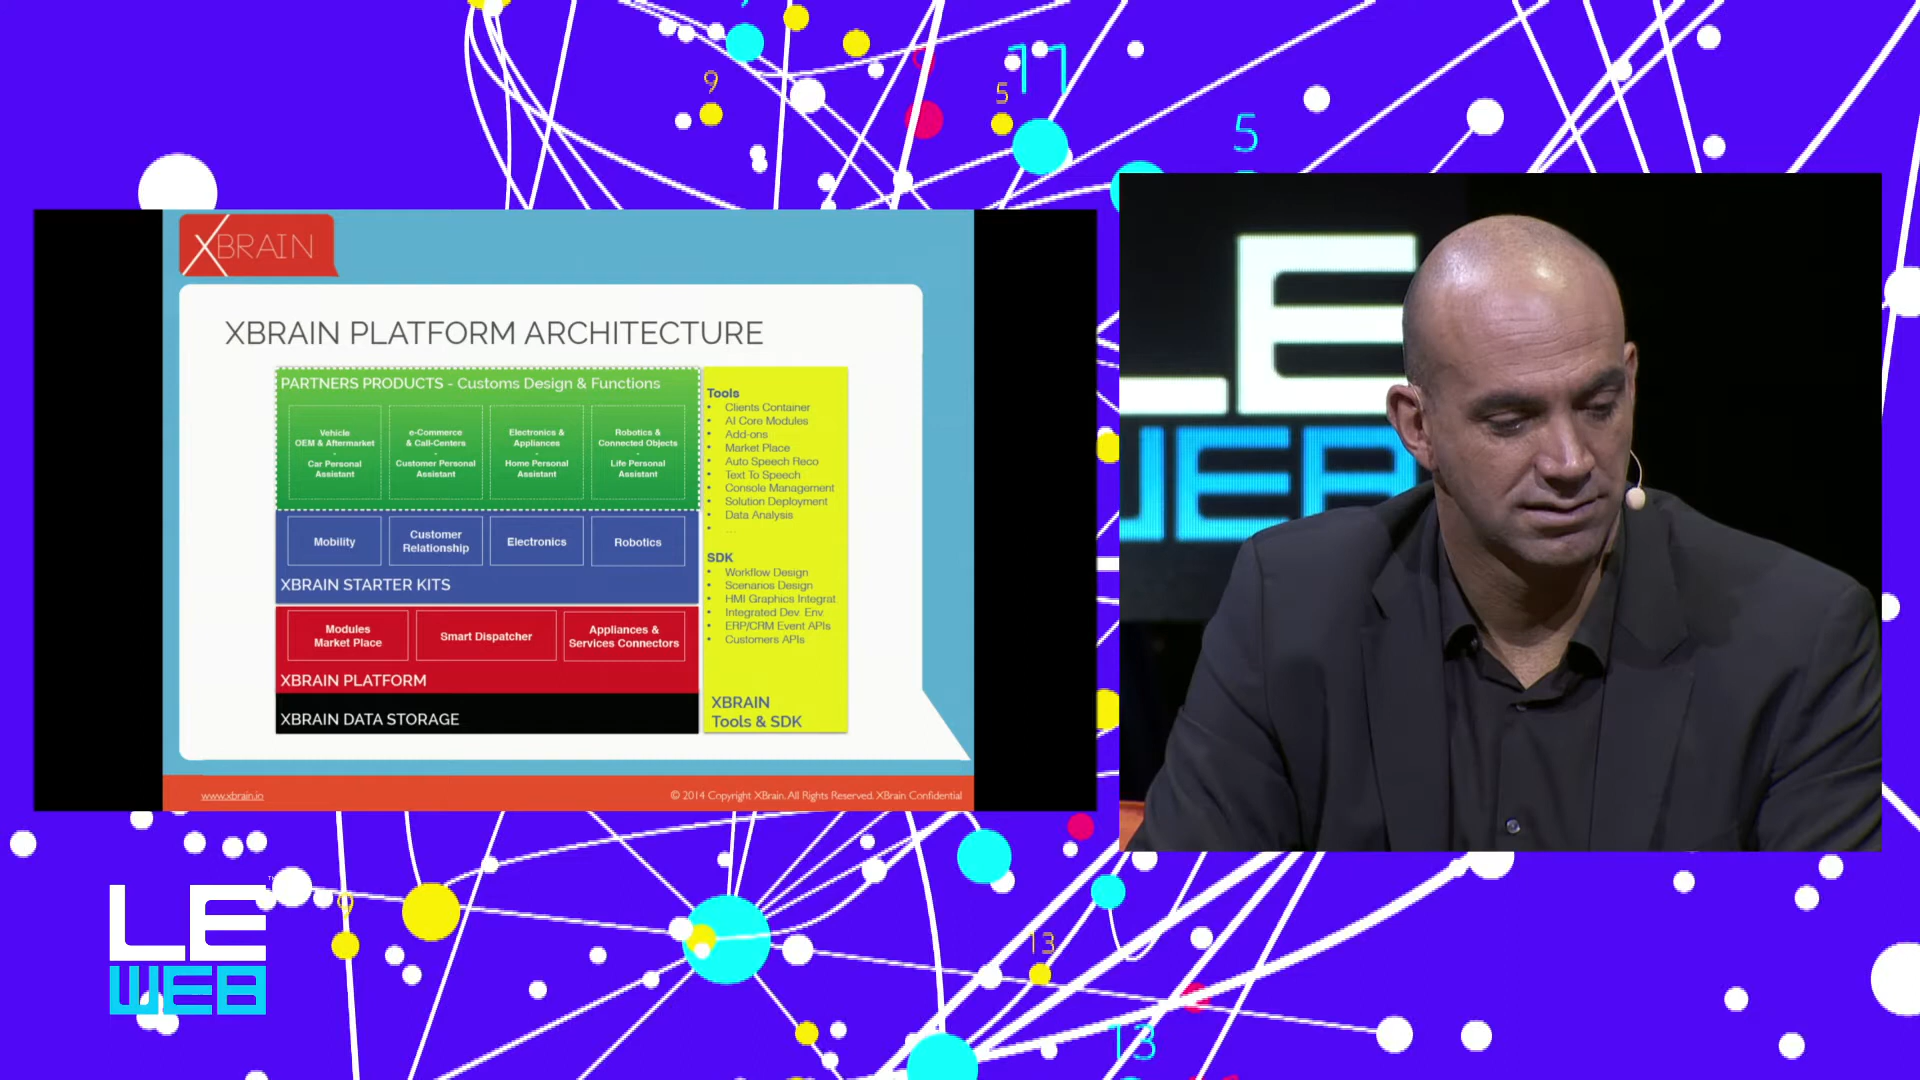 9
9
11
5
5
XBRAIN
XBRAIN PLATFORM ARCHITECTURE
PARTNERS PRODUCTS - Customs Design & Functions
Vehicle
OEM & Aftermarket
-
Car Personal
Assistant
e-Commerce
& Call-Centers
-
Customer Personal
Assistant
Electronics &
Appliances
-
Home Personal
Assistant
Robotics &
Connected Objects
-
Life Personal
Assistant
Mobility
Customer
Relationship
Electronics
Robotics
XBRAIN STARTER KITS
Modules
Market Place
Smart Dispatcher
Appliances &
Services Connectors
XBRAIN PLATFORM
XBRAIN DATA STORAGE
Tools
• Clients Container
• AI Core Modules
• Add-ons
• Market Place
• Auto Speech Reco
• Text To Speech
• Console Management
• Solution Deployment
• Data Analysis
• ...
SDK
• Workflow Design
• Scenarios Design
• HMI Graphics Integrat
• Integrated Dev. Env.
• ERP/CRM Event APIs
• Customers APIs
XBRAIN
Tools & SDK
www.xbrain.io
© 2014 Copyright XBrain. All Rights Reserved. XBrain Confidential
LE
WEB
LE
WEB
TM
9
13
13